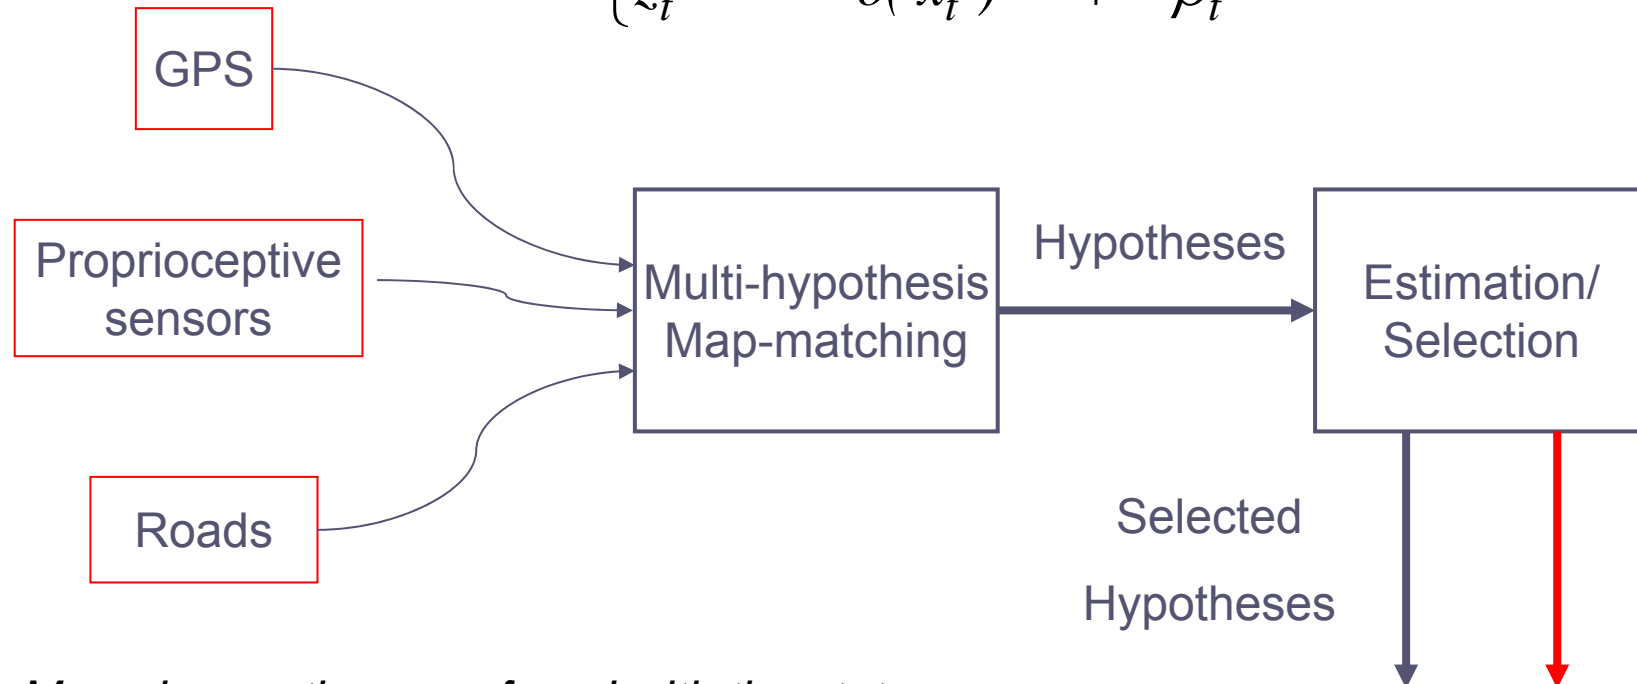 GPS
Proprioceptive
sensors
Multi-hypothesis
Map-matching
Hypotheses
Estimation/
Selection
Roads
Selected
Hypotheses